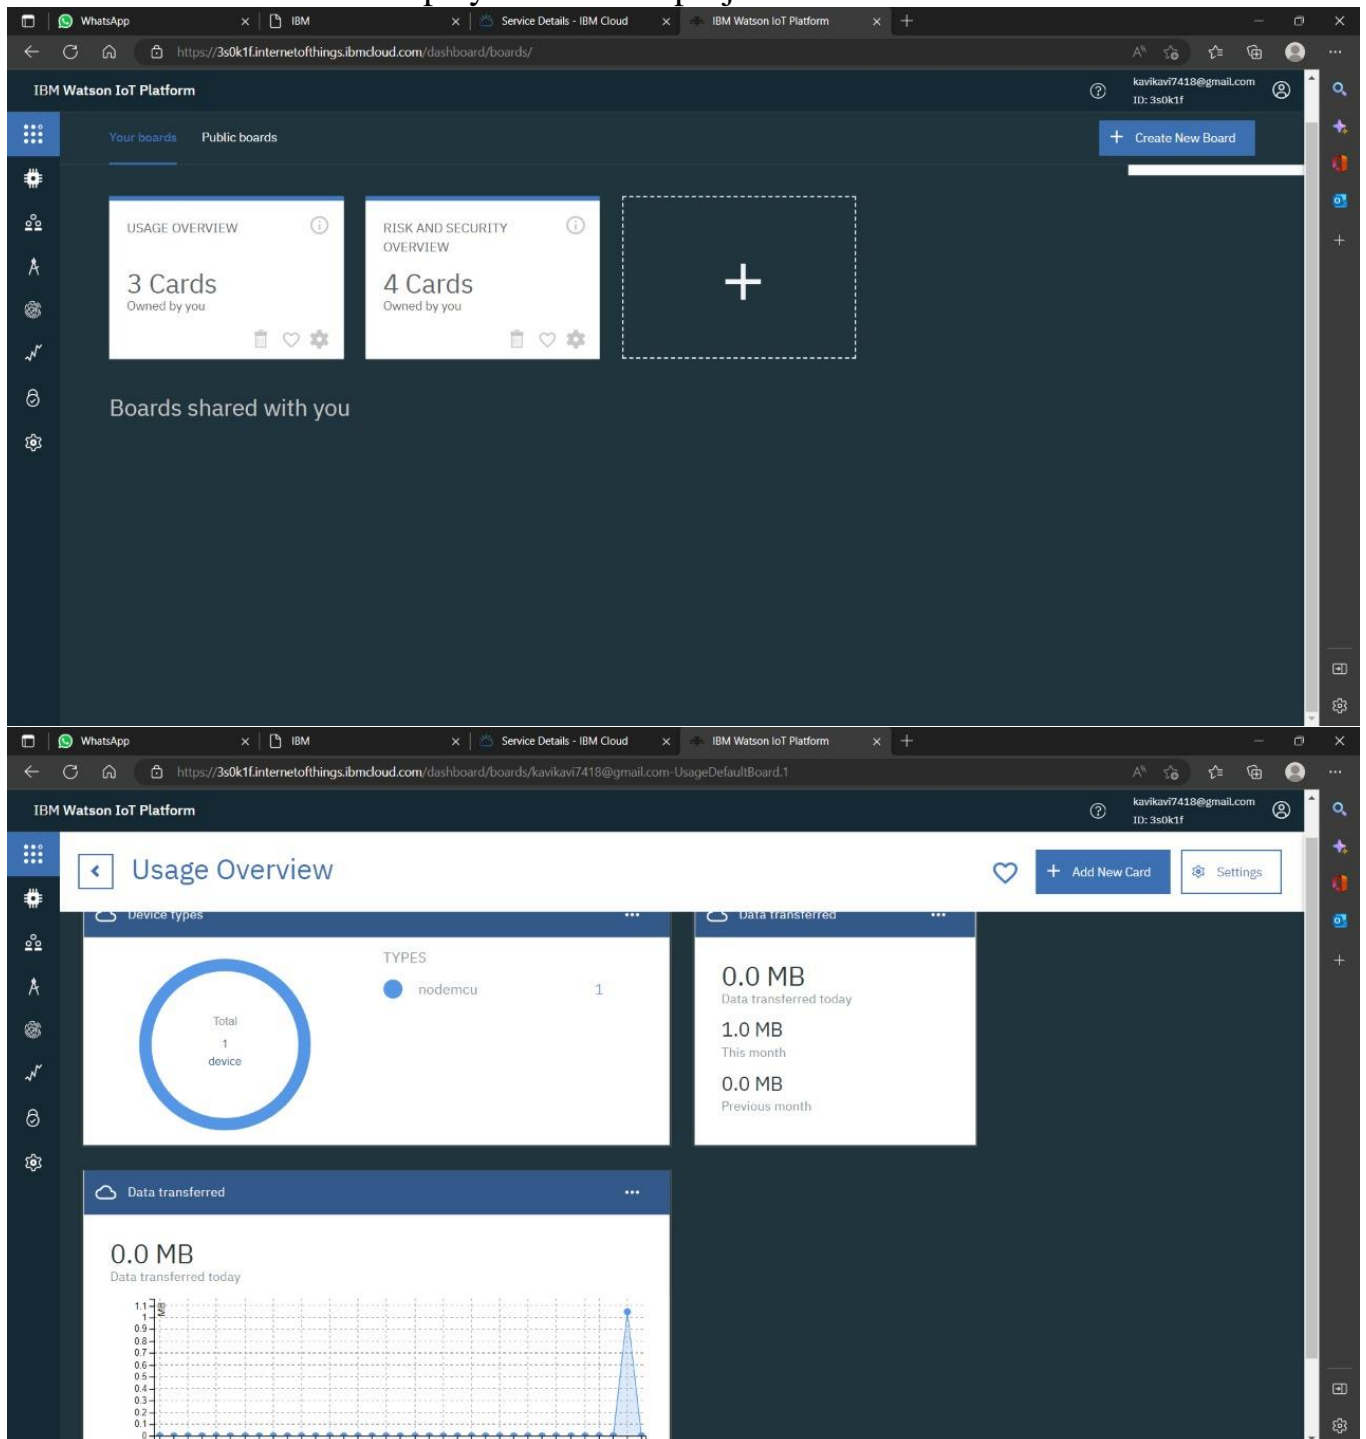 WhatsApp IBM Service Details - IBM Cloud IBM Watson IoT Platform
https://3s0k1f.internetofthings.ibmcloud.com/dashboard/boards/
IBM Watson IoT Platform
kavikavi7418@gmail.com
ID: 3s0k1f
Your boards Public boards
+ Create New Board
USAGE OVERVIEW
3 Cards
Owned by you
RISK AND SECURITY
OVERVIEW
4 Cards
Owned by you
Boards shared with you
WhatsApp IBM Service Details - IBM Cloud IBM Watson IoT Platform
https://3s0k1f.internetofthings.ibmcloud.com/dashboard/boards/kavikavi7418@gmail.com-UsageDefaultBoard.1
IBM Watson IoT Platform
kavikavi7418@gmail.com
ID: 3s0k1f
Usage Overview
+ Add New Card
Settings
Device types
Total
1
device
TYPES
nodemcu 1
Data transferred
0.0 MB
Data transferred today
1.0 MB
This month
0.0 MB
Previous month
Data transferred
0.0 MB
Data transferred today
MB
1.1
1
0.9
0.8
0.7
0.6
0.5
0.4
0.3
0.2
0.1
0